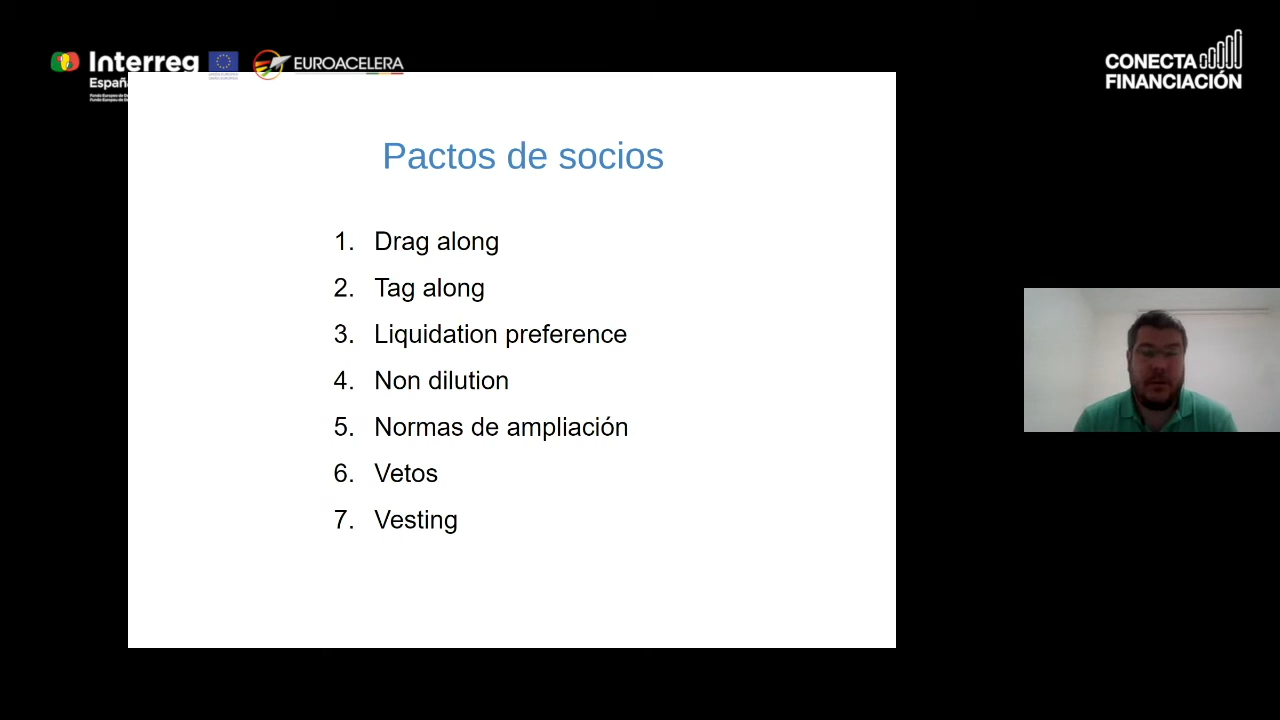 Interreg
España
EUROACELERA
CONECTA
FINANCIACIÓN
Pactos de socios
1. Drag along
2. Tag along
3. Liquidation preference
4. Non dilution
5. Normas de ampliación
6. Vetos
7. Vesting